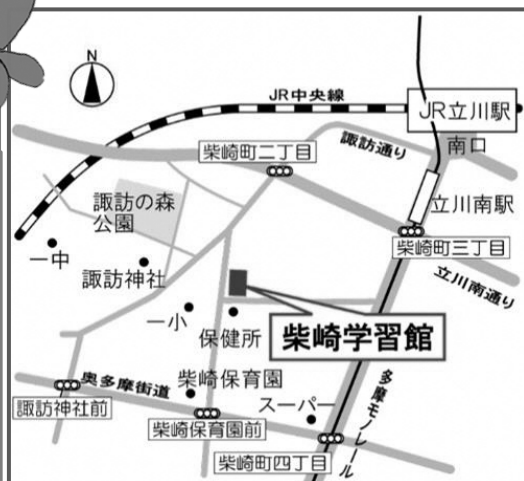 N
JR中央線
JR立川駅
南口
諏訪通り
柴崎町二丁目
立川南駅
諏訪の森
公園
柴崎町三丁目
一中
諏訪神社
立川南通り
一小
保健所
柴崎学習館
奥多摩街道
柴崎保育園
多摩モノレール
スーパー
諏訪神社前
柴崎保育園前
柴崎町四丁目